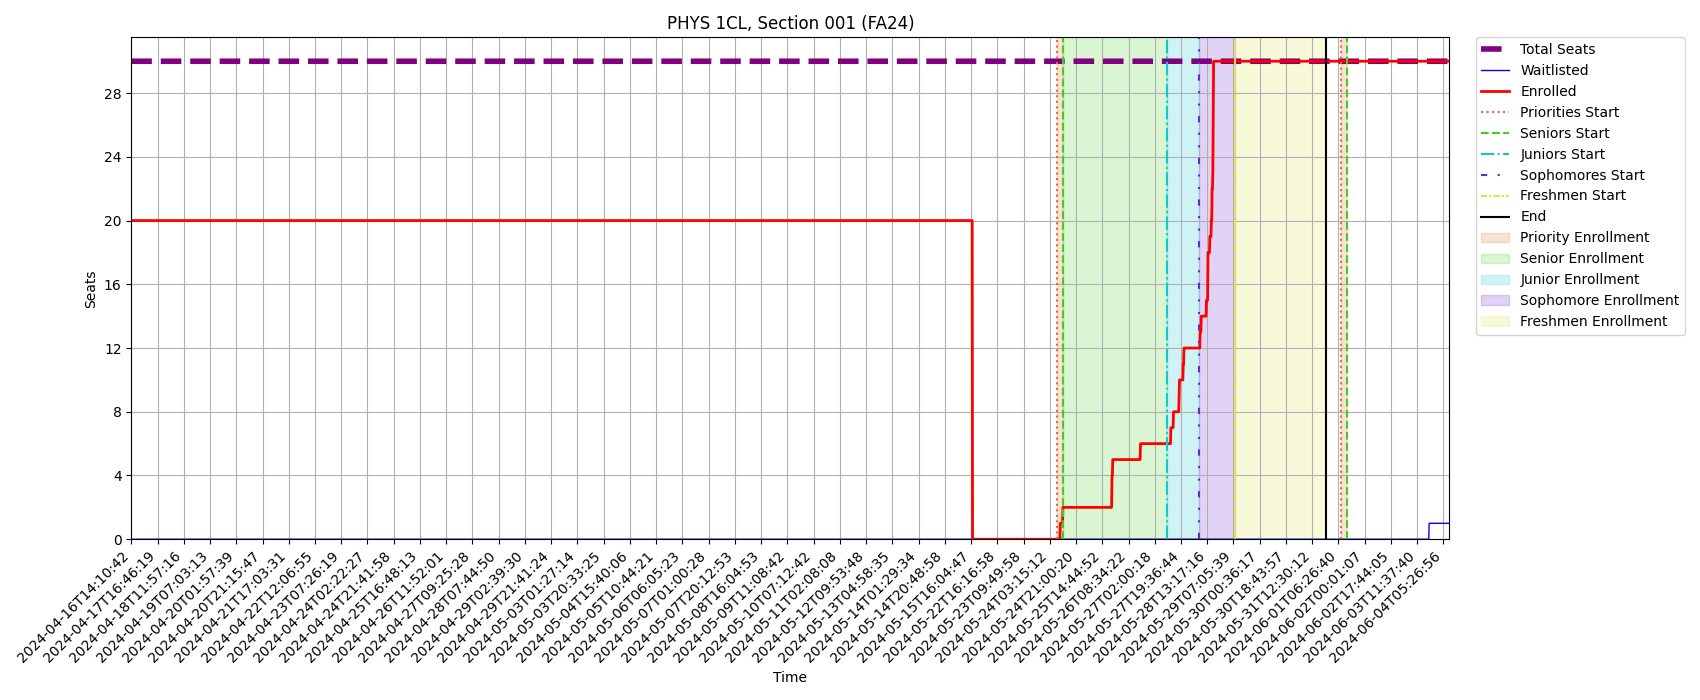 PHYS 1CL, Section 001 (FA24)
Total Seats
Waitlisted
Enrolled
Priorities Start
Seniors Start
Juniors Start
Sophomores Start
Freshmen Start
End
Priority Enrollment
Senior Enrollment
Junior Enrollment
Sophomore Enrollment
Freshmen Enrollment
Seats
28
24
20
16
12
8
4
0
2024-04-16T14:10:42
2024-04-17T16:46:19
2024-04-18T11:57:16
2024-04-19T07:03:13
2024-04-20T01:57:39
2024-04-20T21:15:47
2024-04-21T17:03:31
2024-04-22T12:06:55
2024-04-23T07:26:19
2024-04-24T02:22:27
2024-04-24T21:41:58
2024-04-25T16:48:13
2024-04-26T11:52:01
2024-04-27T09:25:28
2024-04-28T07:44:50
2024-04-29T02:39:30
2024-04-29T21:41:24
2024-05-03T01:27:14
2024-05-03T20:33:25
2024-05-04T15:40:06
2024-05-05T10:44:21
2024-05-06T06:05:23
2024-05-07T01:00:28
2024-05-07T20:12:53
2024-05-08T16:04:53
2024-05-09T11:08:42
2024-05-10T07:12:42
2024-05-11T02:08:08
2024-05-12T09:53:48
2024-05-13T04:58:35
2024-05-14T01:29:34
2024-05-14T20:48:58
2024-05-15T16:04:47
2024-05-22T16:16:58
2024-05-23T09:49:58
2024-05-24T03:15:12
2024-05-24T21:00:20
2024-05-25T14:44:52
2024-05-26T08:34:22
2024-05-27T02:00:18
2024-05-27T19:36:44
2024-05-28T13:17:16
2024-05-29T07:05:39
2024-05-30T00:36:17
2024-05-30T18:43:57
2024-05-31T12:30:12
2024-06-01T06:26:40
2024-06-02T00:01:07
2024-06-02T17:44:05
2024-06-03T11:37:40
2024-06-04T05:26:56
Time